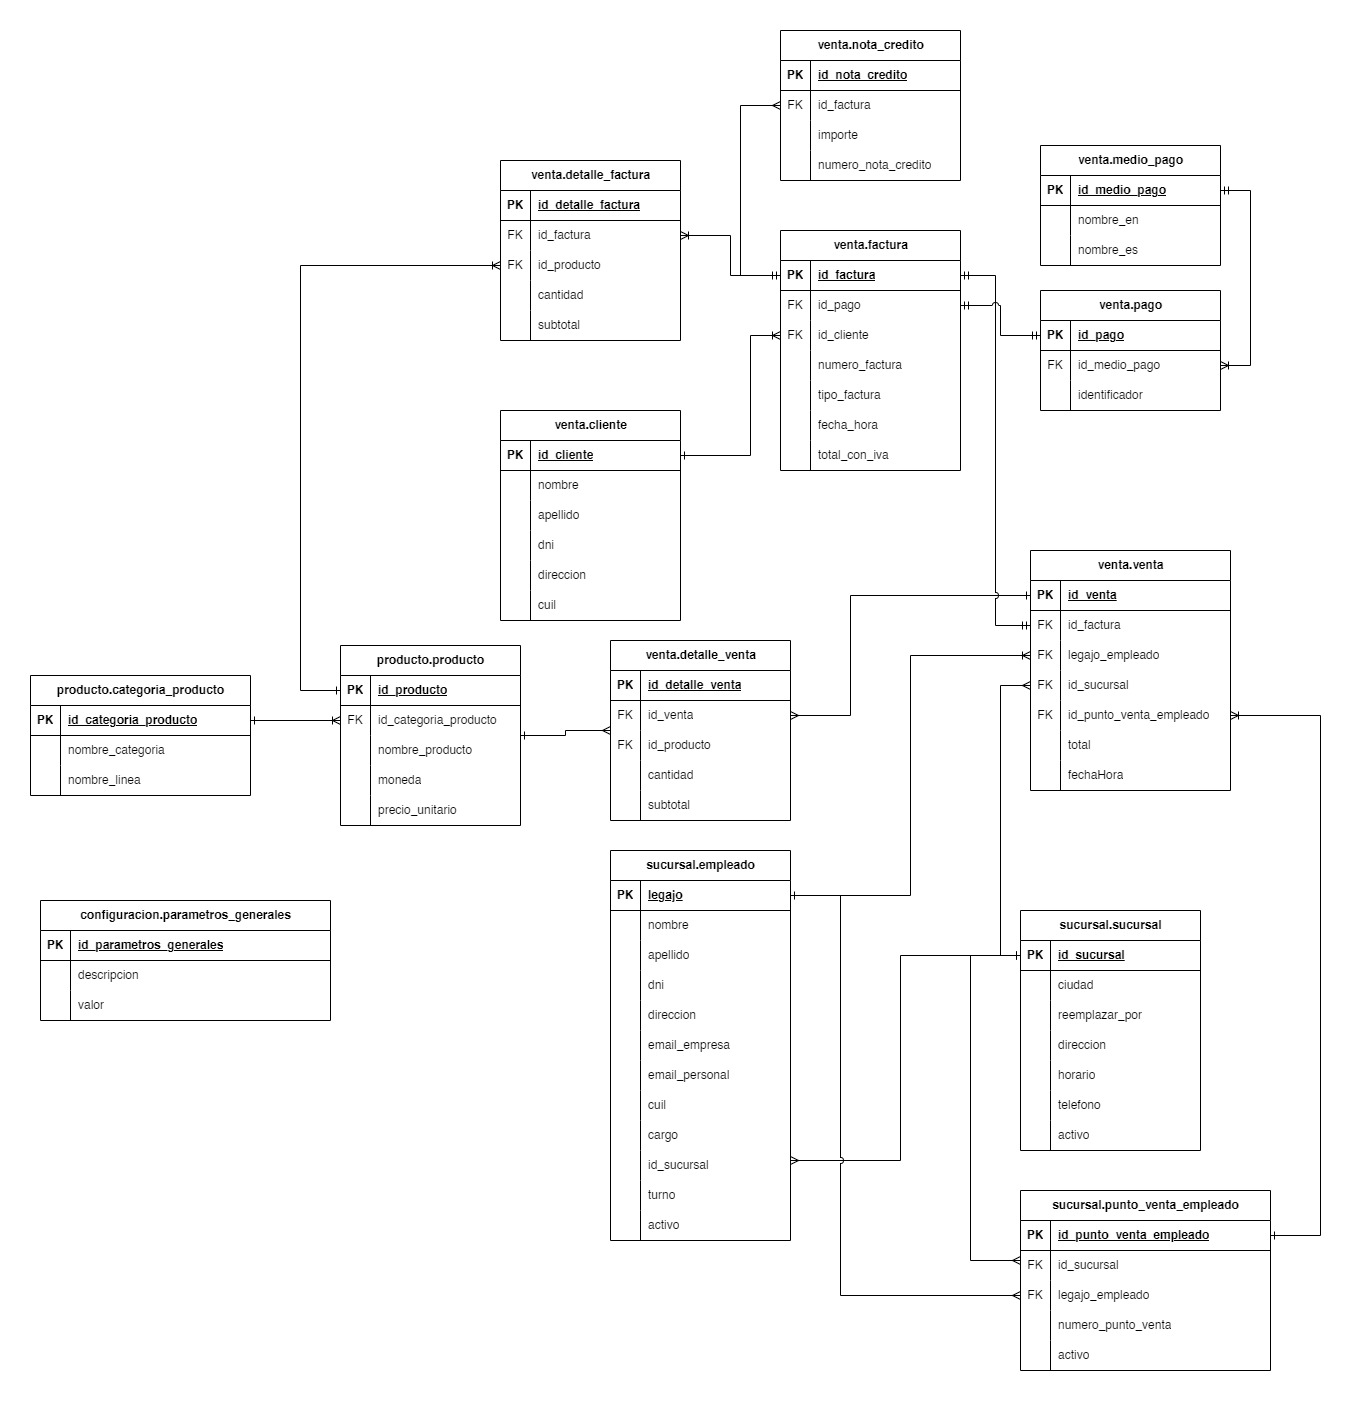 venta.nota_credito
PK id_nota_credito
FK id_factura
importe
numero_nota_credito
venta.medio_pago
PK id_medio_pago
nombre_en
nombre_es
venta.detalle_factura
PK id_detalle_factura
FK id_factura
FK id_producto
cantidad
subtotal
venta.factura
PK id_factura
FK id_pago
FK id_cliente
numero_factura
tipo_factura
fecha_hora
total_con_iva
venta.pago
PK id_pago
FK id_medio_pago
identificador
venta.cliente
PK id_cliente
nombre
apellido
dni
direccion
cuil
venta.venta
PK id_venta
FK id_factura
FK legajo_empleado
FK id_sucursal
FK id_punto_venta_empleado
total
fechaHora
producto.categoria_producto
PK id_categoria_producto
nombre_categoria
nombre_linea
producto.producto
PK id_producto
FK id_categoria_producto
nombre_producto
moneda
precio_unitario
venta.detalle_venta
PK id_detalle_venta
FK id_venta
FK id_producto
cantidad
subtotal
configuracion.parametros_generales
PK id_parametros_generales
descripcion
valor
sucursal.empleado
PK legajo
nombre
apellido
dni
direccion
email_empresa
email_personal
cuil
cargo
id_sucursal
turno
activo
sucursal.sucursal
PK id_sucursal
ciudad
reemplazar_por
direccion
horario
telefono
activo
sucursal.punto_venta_empleado
PK id_punto_venta_empleado
FK id_sucursal
FK legajo_empleado
numero_punto_venta
activo